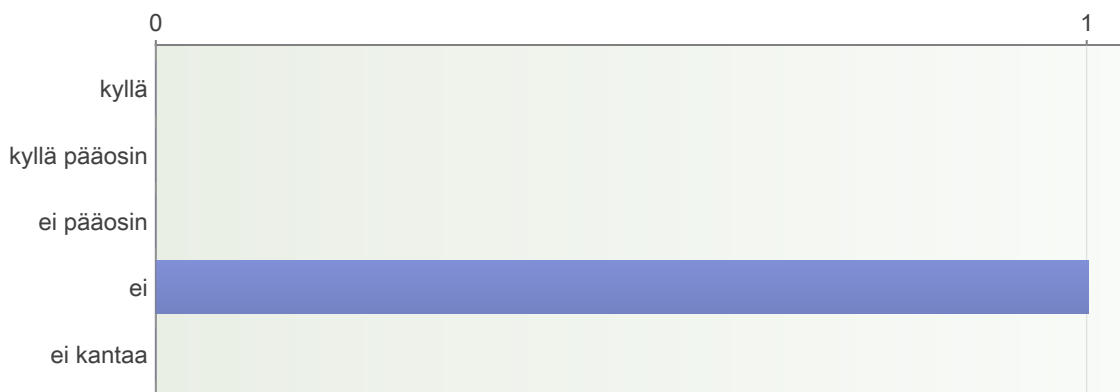 0 1
kyllä
kyllä pääosin
ei pääosin
ei
ei kantaa